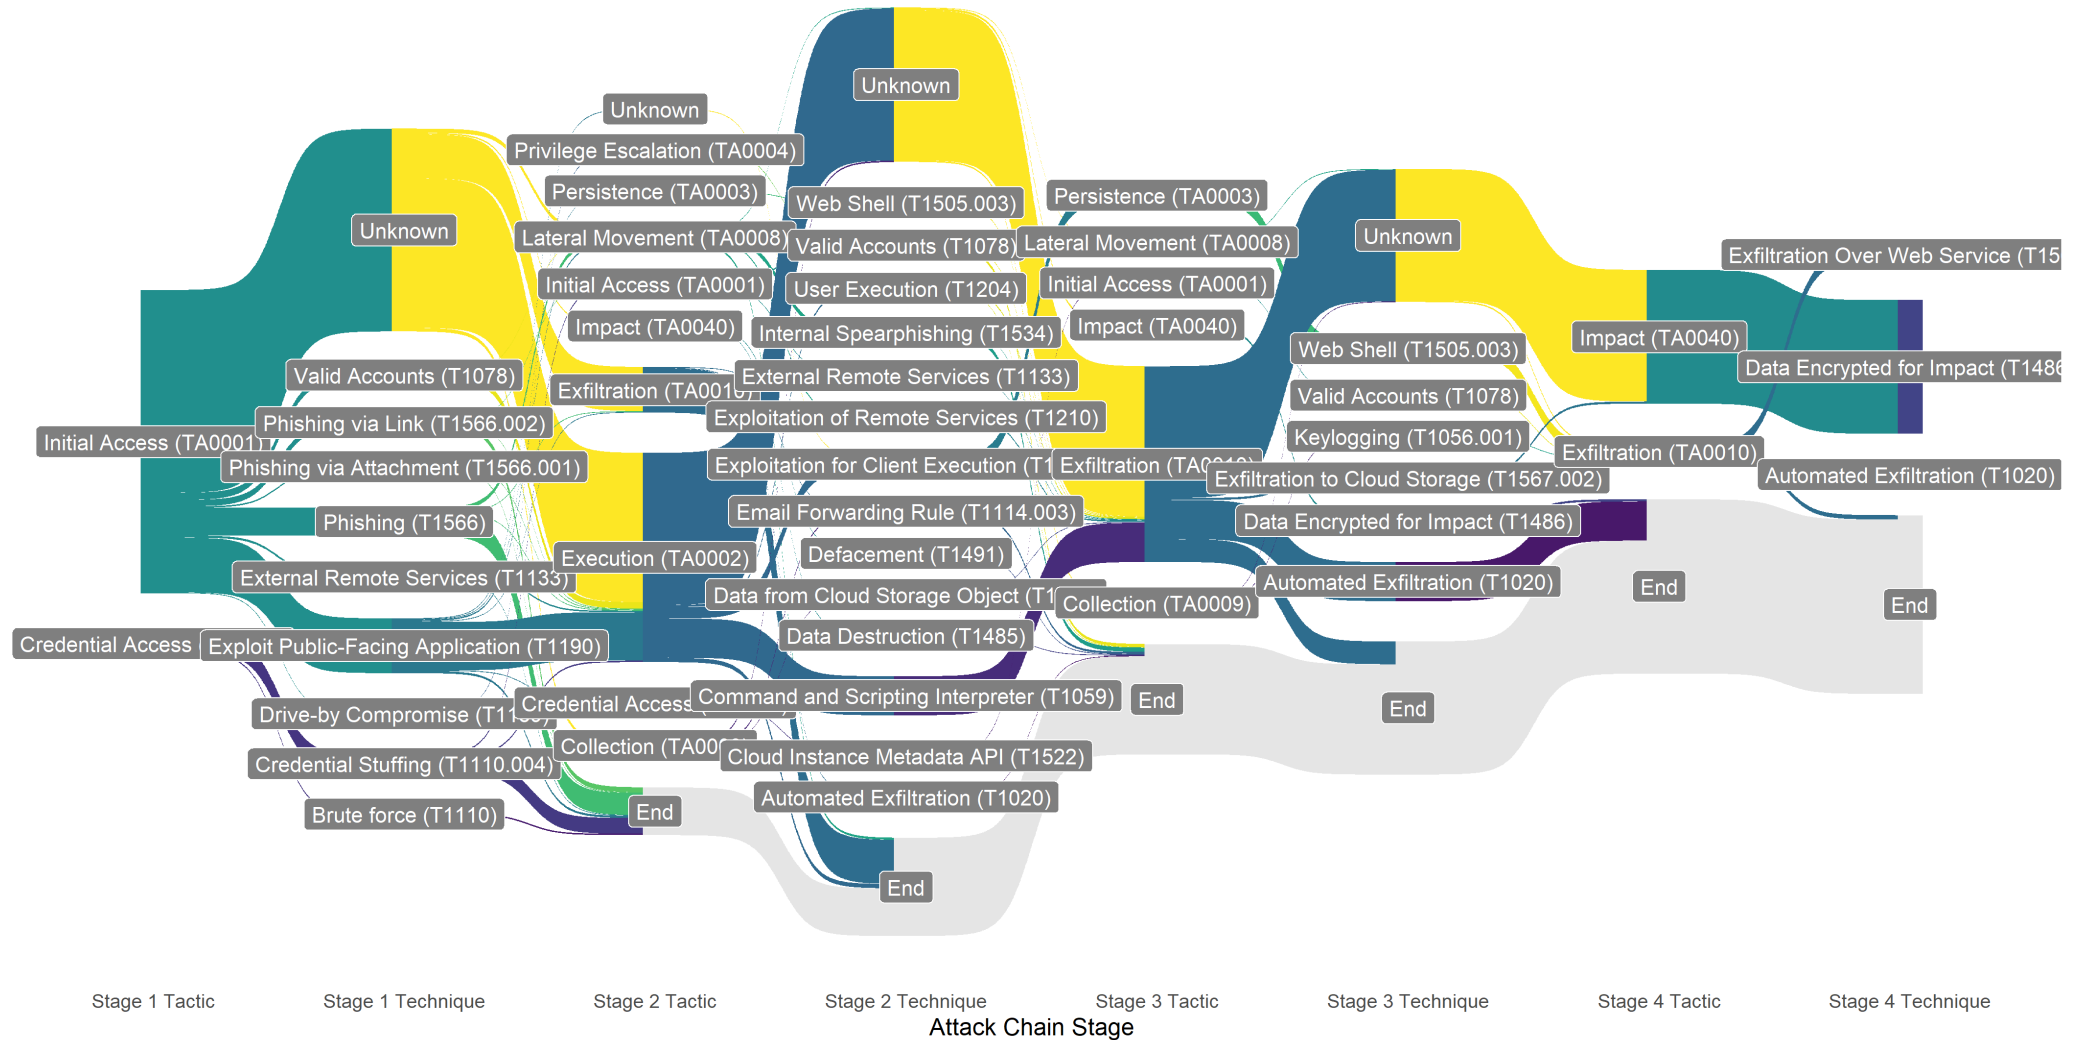 Initial Access (TA0001)
Credential Access
Unknown
Valid Accounts (T1078)
Phishing via Link (T1566.002)
Phishing via Attachment (T1566.001)
Phishing (T1566)
External Remote Services (T1133)
Exploit Public-Facing Application (T1190)
Drive-by Compromise
Credential Stuffing (T1110.004)
Brute force (T1110)
Unknown
Privilege Escalation (TA0004)
Persistence (TA0003)
Lateral Movement (TA0008)
Initial Access (TA0001)
Impact (TA0040)
Exfiltration (TA0010)
Execution (TA0002)
Credential Access
Collection
End
Unknown
Web Shell (T1505.003)
Valid Accounts (T1078)
User Execution (T1204)
Internal Spearphishing (T1534)
External Remote Services (T1133)
Exploitation of Remote Services (T1210)
Exploitation for Client Execution
Email Forwarding Rule (T1114.003)
Defacement (T1491)
Data from Cloud Storage Object
Data Destruction (T1485)
Command and Scripting Interpreter (T1059)
Cloud Instance Metadata API (T1522)
Automated Exfiltration (T1020)
End
Persistence (TA0003)
Lateral Movement (TA0008)
Initial Access (TA0001)
Impact (TA0040)
Exfiltration
Collection (TA0009)
End
Unknown
Web Shell (T1505.003)
Valid Accounts (T1078)
Keylogging (T1056.001)
Exfiltration to Cloud Storage (T1567.002)
Data Encrypted for Impact (T1486)
Automated Exfiltration (T1020)
End
Impact (TA0040)
Exfiltration (TA0010)
End
Exfiltration Over Web Service (T15
Data Encrypted for Impact (T1486
Automated Exfiltration (T1020)
End
Stage 1 Tactic
Stage 1 Technique
Stage 2 Tactic
Stage 2 Technique
Stage 3 Tactic
Stage 3 Technique
Stage 4 Tactic
Stage 4 Technique
Attack Chain Stage